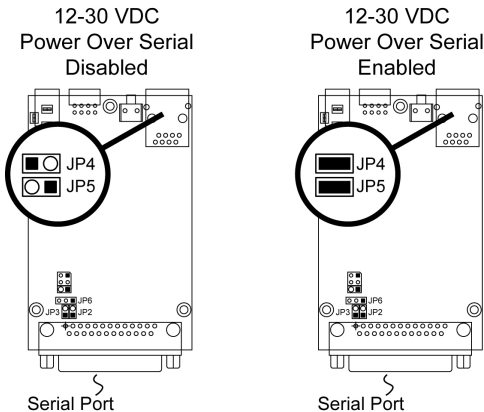 12-30 VDC
Power Over Serial
Disabled
JP4
JP5
JP6
JP3 JP2
Serial Port
12-30 VDC
Power Over Serial
Enabled
JP4
JP5
JP6
JP3 JP2
Serial Port